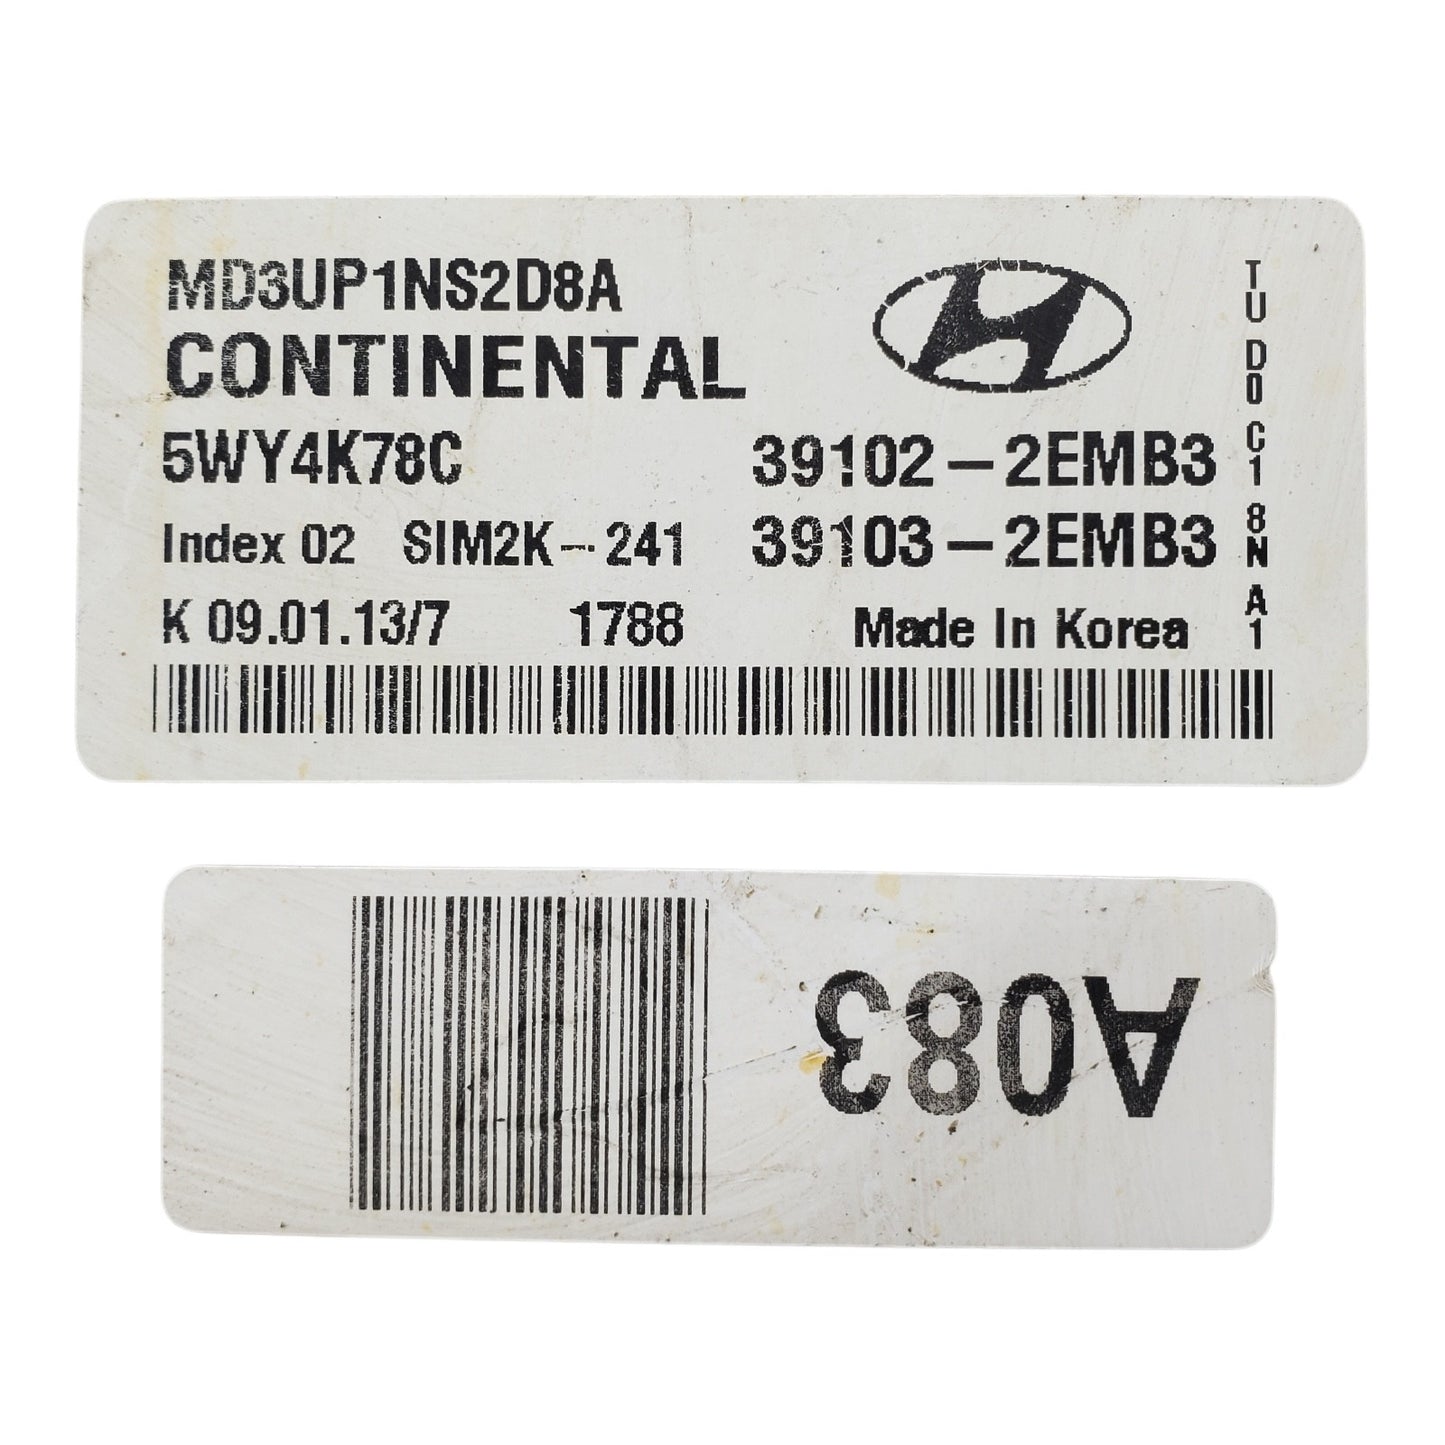 MD3UP1NS2D8A
CONTINENTAL
5WY4K78C
39102-2EMB3
Index 02 SIM2K-241
39103-2EMB3
K 09.01.13/7 1788 Made In Korea
TU D0 C1 8N A1
A083